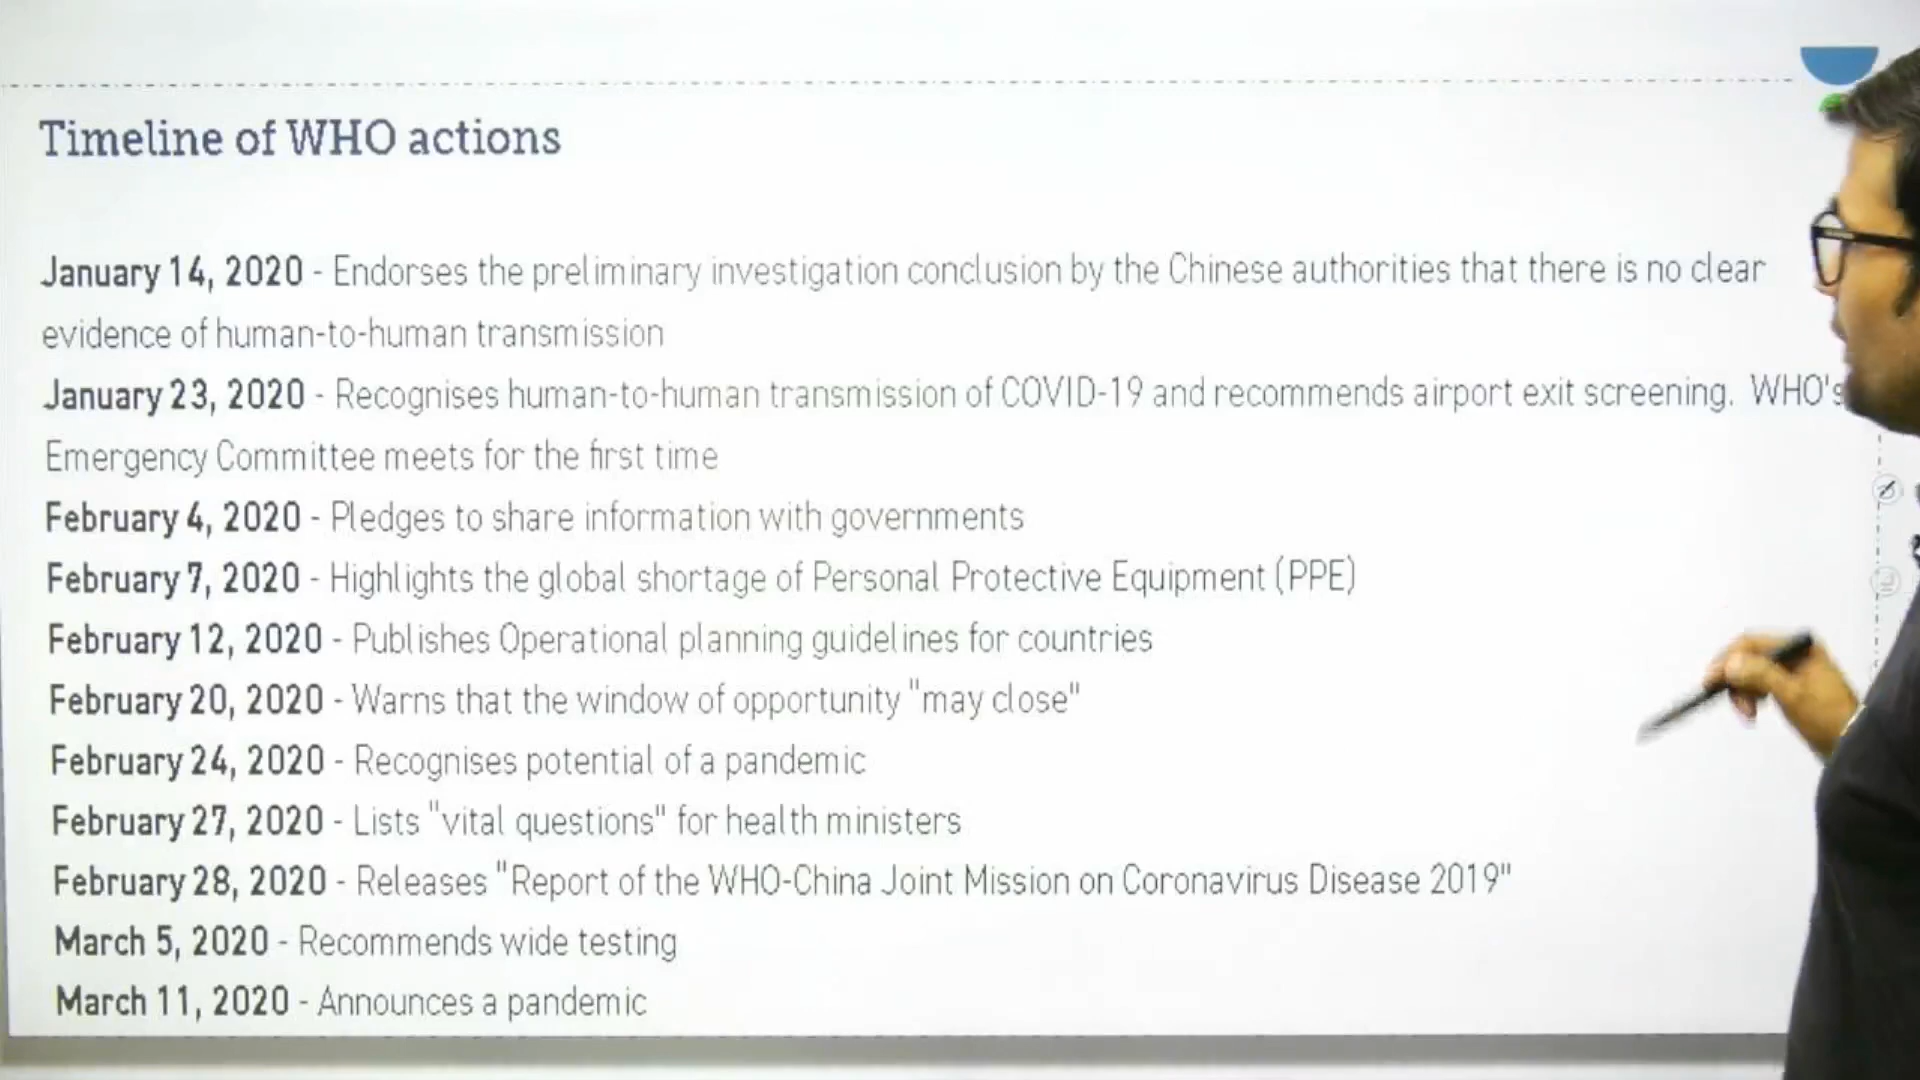 Timeline of WHO actions
January 14, 2020 - Endorses the preliminary investigation conclusion by the Chinese authorities that there is no clear
evidence of human-to-human transmission
January 23, 2020 - Recognises human-to-human transmission of COVID-19 and recommends airport exit screening. WHO's
Emergency Committee meets for the first time
February 4, 2020 - Pledges to share information with governments
February 7, 2020 - Highlights the global shortage of Personal Protective Equipment (PPE)
February 12, 2020 - Publishes Operational planning guidelines for countries
February 20, 2020 - Warns that the window of opportunity "may close"
February 24, 2020 - Recognises potential of a pandemic
February 27, 2020 - Lists "vital questions" for health ministers
February 28, 2020 - Releases "Report of the WHO-China Joint Mission on Coronavirus Disease 2019"
March 5, 2020 - Recommends wide testing
March 11, 2020 - Announces a pandemic